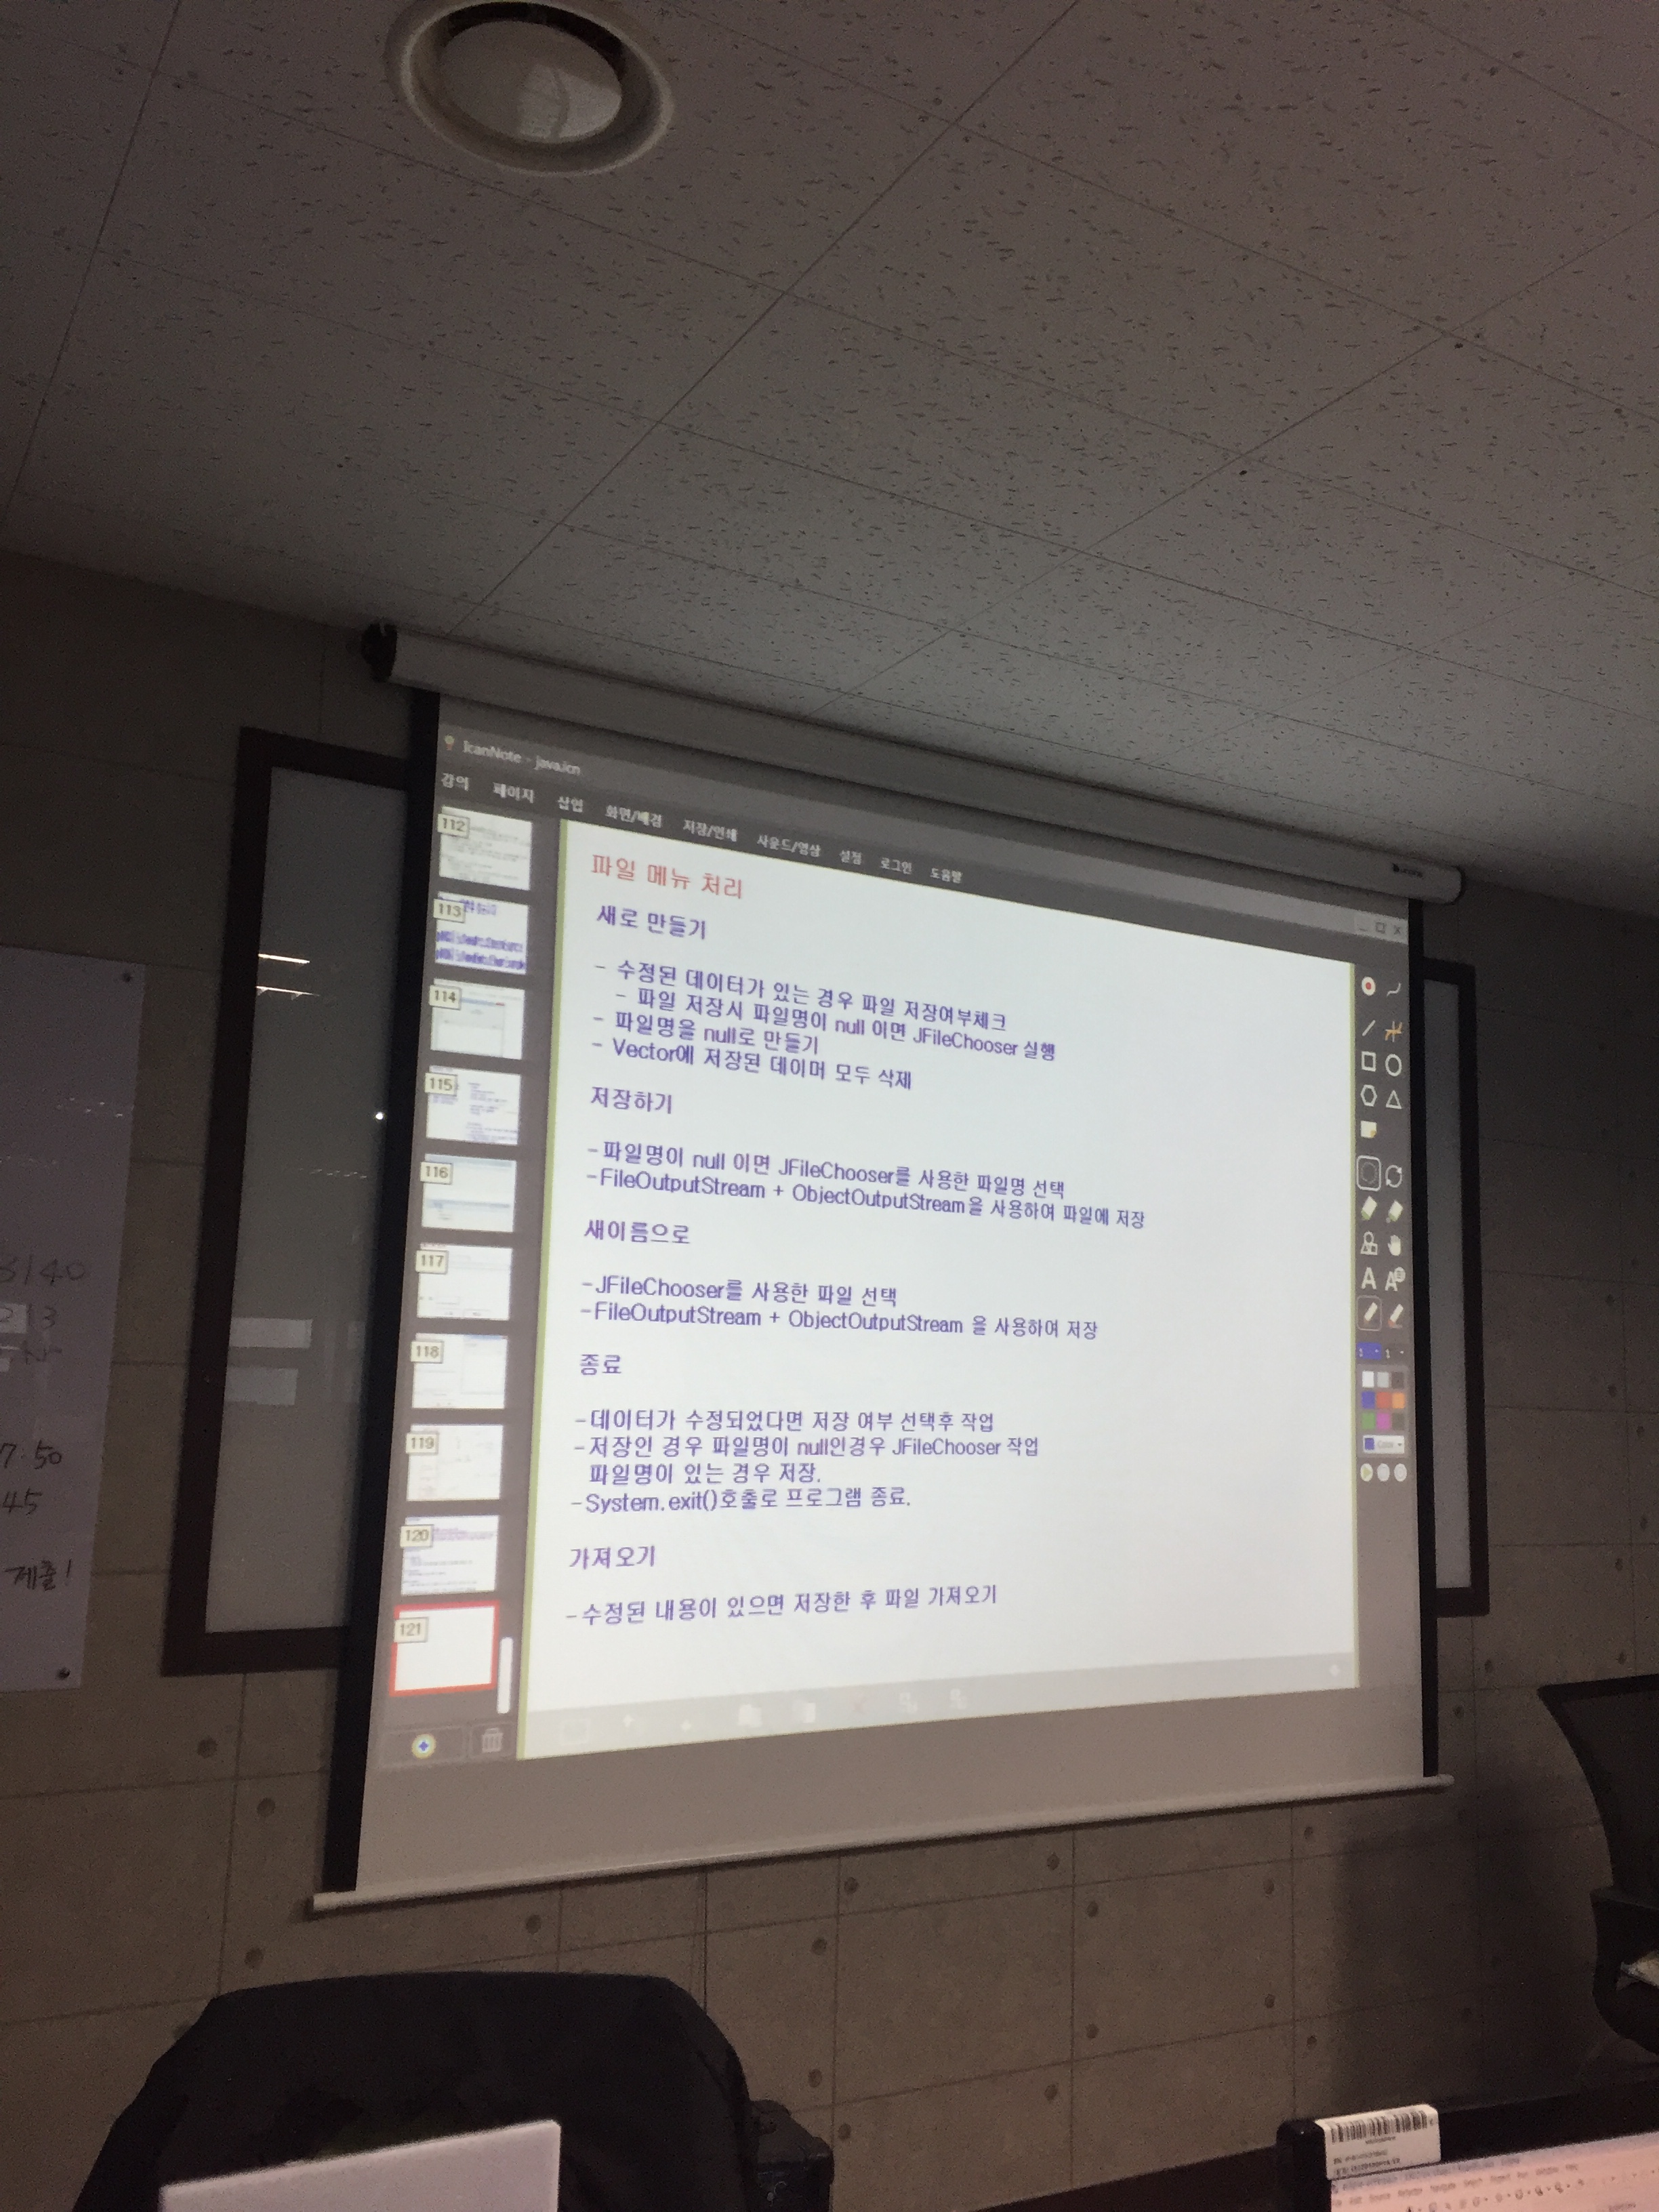 IcanNote - java.icn
강의 페이지 삽입 화면/배경 저장/인쇄 사운드/영상 설정 로그인 도움말
112
113
114
115
116
117
118
119
120
121
파일 메뉴 처리
새로 만들기
- 수정된 데이터가 있는 경우 파일 저장여부체크
- 파일 저장시 파일명이 null 이면 JFileChooser 실행
- 파일명을 null로 만들기
- Vector에 저장된 데이머 모두 삭제
저장하기
-파일명이 null 이면 JFileChooser를 사용한 파일명 선택
-FileOutputStream + ObjectOutputStream을 사용하여 파일에 저장
새이름으로
-JFileChooser를 사용한 파일 선택
-FileOutputStream + ObjectOutputStream 을 사용하여 저장
종료
-데이터가 수정되었다면 저장 여부 선택후 작업
-저장인 경우 파일명이 null인경우 JFileChooser 작업
파일명이 있는 경우 저장.
-System.exit()호출로 프로그램 종료.
가져오기
-수정된 내용이 있으면 저장한 후 파일 가져오기
A A
Color
3140
13
7.50
45
제출!